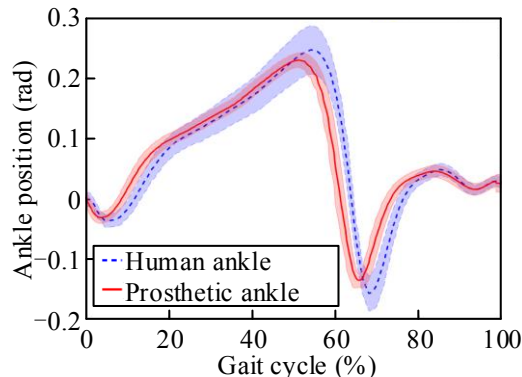 0.3
0.2
0.1
0
−0.1
−0.2
Ankle position (rad)
Human ankle
Prosthetic ankle
0 20 40 60 80 100
Gait cycle (%)